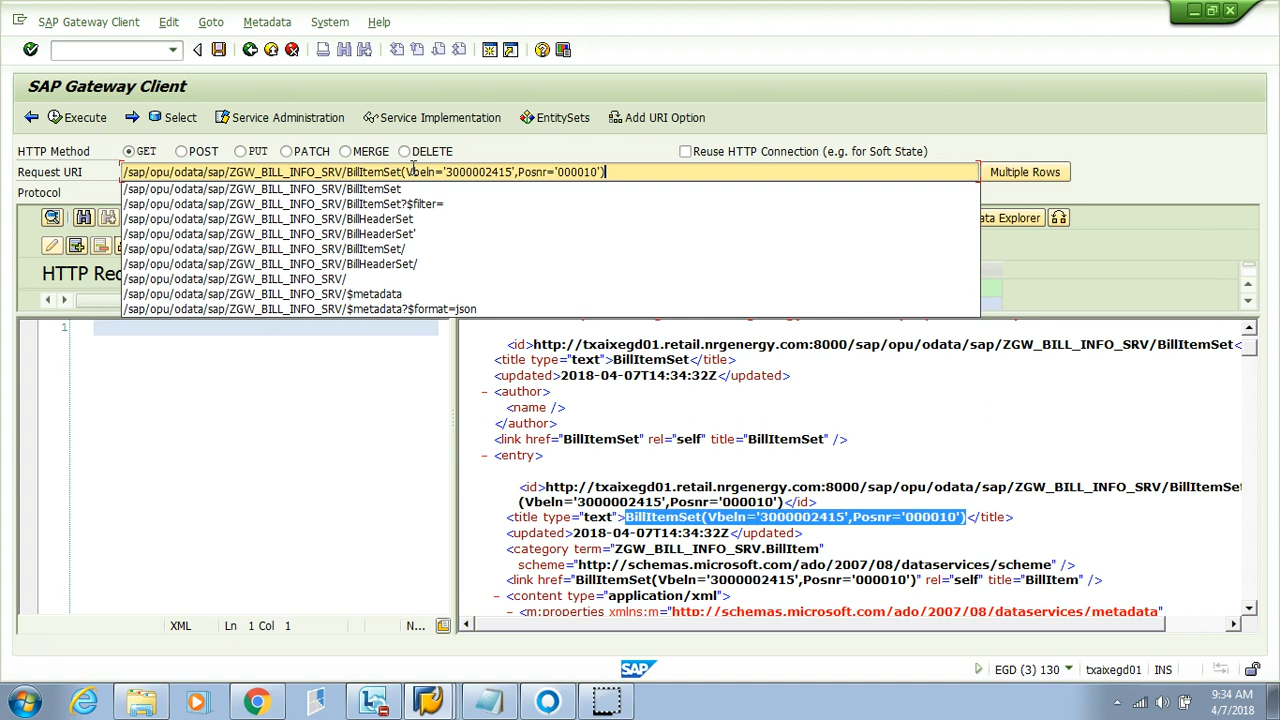 SAP Gateway Client Edit Goto Metadata System Help
SAP Gateway Client
Execute Select Service Administration Service Implementation EntitySets Add URI Option
HTTP Method GET POST PUT PATCH MERGE DELETE Reuse HTTP Connection (e.g. for Soft State)
Request URI /sap/opu/odata/sap/ZGW_BILL_INFO_SRV/BillItemSet(Vbeln='3000002415',Posnr='000010') Multiple Rows
/sap/opu/odata/sap/ZGW_BILL_INFO_SRV/BillItemSet
Protocol
/sap/opu/odata/sap/ZGW_BILL_INFO_SRV/BillItemSet?$filter=
/sap/opu/odata/sap/ZGW_BILL_INFO_SRV/BillHeaderSet
Data Explorer
/sap/opu/odata/sap/ZGW_BILL_INFO_SRV/BillHeaderSet'
/sap/opu/odata/sap/ZGW_BILL_INFO_SRV/BillItemSet/
/sap/opu/odata/sap/ZGW_BILL_INFO_SRV/BillHeaderSet/
HTTP Rec
/sap/opu/odata/sap/ZGW_BILL_INFO_SRV/
/sap/opu/odata/sap/ZGW_BILL_INFO_SRV/$metadata
/sap/opu/odata/sap/ZGW_BILL_INFO_SRV/$metadata?$format=json
1
<id>http://txaixegd01.retail.nrgenergy.com:8000/sap/opu/odata/sap/ZGW_BILL_INFO_SRV/BillItemSet<
<title type="text">BillItemSet</title>
<updated>2018-04-07T14:34:32Z</updated>
− <author>
<name />
</author>
<link href="BillItemSet" rel="self" title="BillItemSet" />
− <entry>
<id>http://txaixegd01.retail.nrgenergy.com:8000/sap/opu/odata/sap/ZGW_BILL_INFO_SRV/BillItemSet
(Vbeln='3000002415',Posnr='000010')</id>
<title type="text">BillItemSet(Vbeln='3000002415',Posnr='000010')</title>
<updated>2018-04-07T14:34:32Z</updated>
<category term="ZGW_BILL_INFO_SRV.BillItem"
scheme="http://schemas.microsoft.com/ado/2007/08/dataservices/scheme" />
<link href="BillItemSet(Vbeln='3000002415',Posnr='000010')" rel="self" title="BillItem" />
− <content type="application/xml">
− <m:properties xmlns:m="http://schemas.microsoft.com/ado/2007/08/dataservices/metadata"
XML Ln 1 Col 1 N...
SAP EGD (3) 130 txaixegd01 INS
9:34 AM
4/7/2018